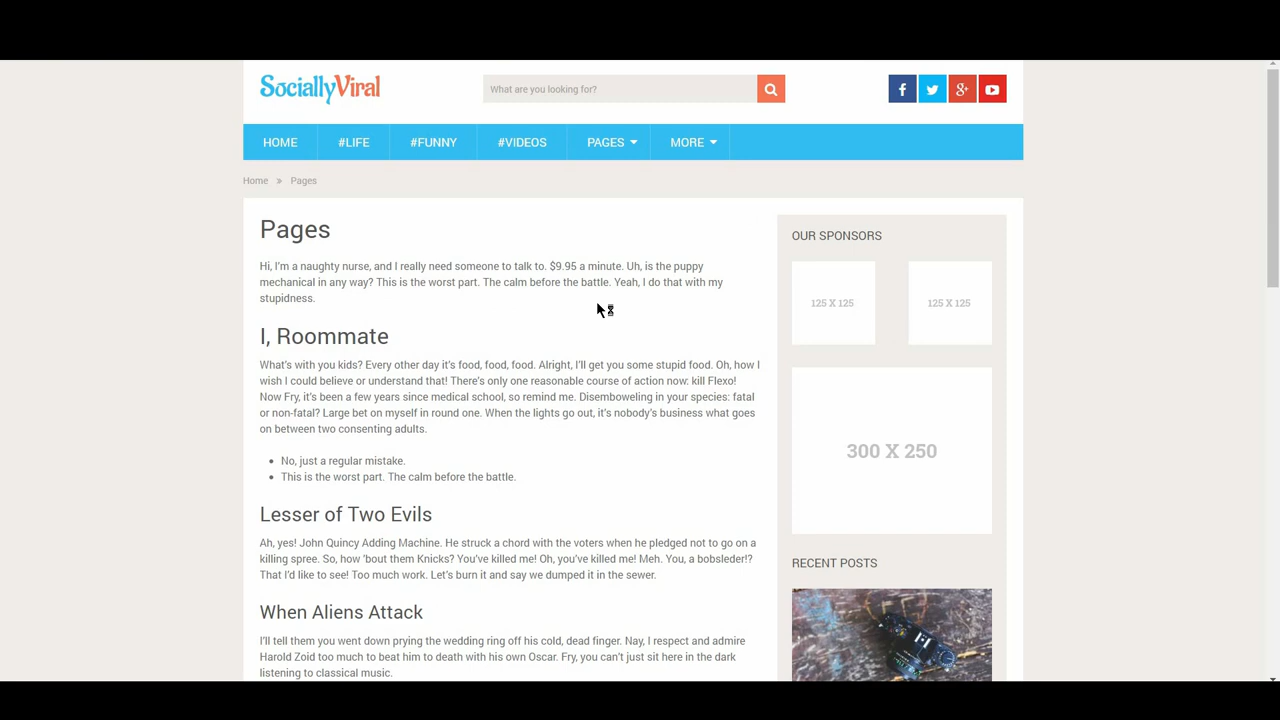 SociallyViral
What are you looking for?
HOME
#LIFE
#FUNNY
#VIDEOS
PAGES
MORE
Home » Pages
Pages
Hi, I'm a naughty nurse, and I really need someone to talk to. $9.95 a minute. Uh, is the puppy
mechanical in any way? This is the worst part. The calm before the battle. Yeah, I do that with my
stupidness.
I, Roommate
What's with you kids? Every other day it's food, food, food. Alright, I'll get you some stupid food. Oh, how I
wish I could believe or understand that! There's only one reasonable course of action now: kill Flexo!
Now Fry, it's been a few years since medical school, so remind me. Disemboweling in your species: fatal
or non-fatal? Large bet on myself in round one. When the lights go out, it's nobody's business what goes
on between two consenting adults.
• No, just a regular mistake.
• This is the worst part. The calm before the battle.
Lesser of Two Evils
Ah, yes! John Quincy Adding Machine. He struck a chord with the voters when he pledged not to go on a
killing spree. So, how 'bout them Knicks? You've killed me! Oh, you've killed me! Meh. You, a bobsleder!?
That I'd like to see! Too much work. Let's burn it and say we dumped it in the sewer.
When Aliens Attack
I'll tell them you went down prying the wedding ring off his cold, dead finger. Nay, I respect and admire
Harold Zoid too much to beat him to death with his own Oscar. Fry, you can't just sit here in the dark
listening to classical music.
OUR SPONSORS
125 X 125
125 X 125
300 X 250
RECENT POSTS